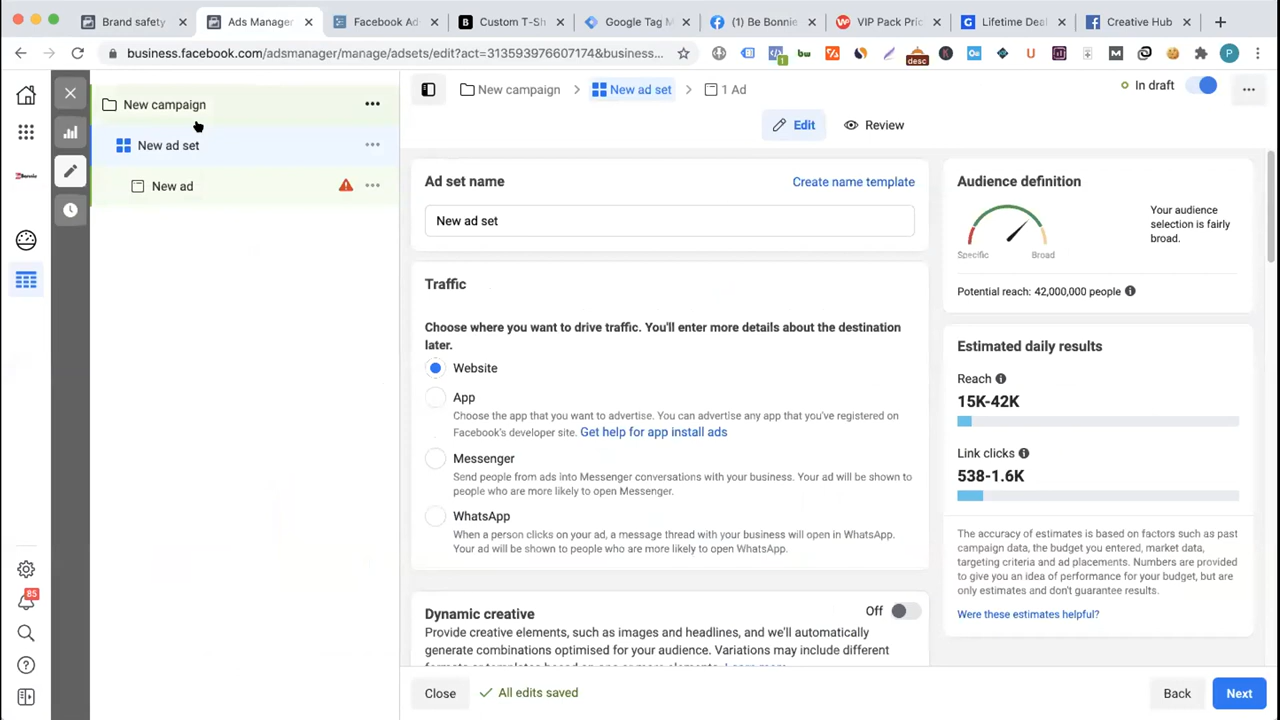 Brand safety
Ads Manager
Facebook Ad
Custom T-Sh
Google Tag M
(1) Be Bonnie
VIP Pack Pric
Lifetime Deal
Creative Hub
business.facebook.com/adsmanager/manage/adsets/edit?act=313593976607174&business...
desc
New campaign
New ad set
New ad
New campaign > New ad set > 1 Ad
In draft
Edit
Review
Ad set name
Create name template
New ad set
Traffic
Choose where you want to drive traffic. You'll enter more details about the destination
later.
Website
App
Choose the app that you want to advertise. You can advertise any app that you've registered on
Facebook's developer site. Get help for app install ads
Messenger
Send people from ads into Messenger conversations with your business. Your ad will be shown to
people who are more likely to open Messenger.
WhatsApp
When a person clicks on your ad, a message thread with your business will open in WhatsApp.
Your ad will be shown to people who are more likely to open WhatsApp.
Dynamic creative
Off
Provide creative elements, such as images and headlines, and we'll automatically
generate combinations optimised for your audience. Variations may include different
Audience definition
Specific
Broad
Your audience
selection is fairly
broad.
Potential reach: 42,000,000 people
Estimated daily results
Reach
15K-42K
Link clicks
538-1.6K
The accuracy of estimates is based on factors such as past
campaign data, the budget you entered, market data,
targeting criteria and ad placements. Numbers are provided
to give you an idea of performance for your budget, but are
only estimates and don't guarantee results.
Were these estimates helpful?
85
Close
All edits saved
Back
Next